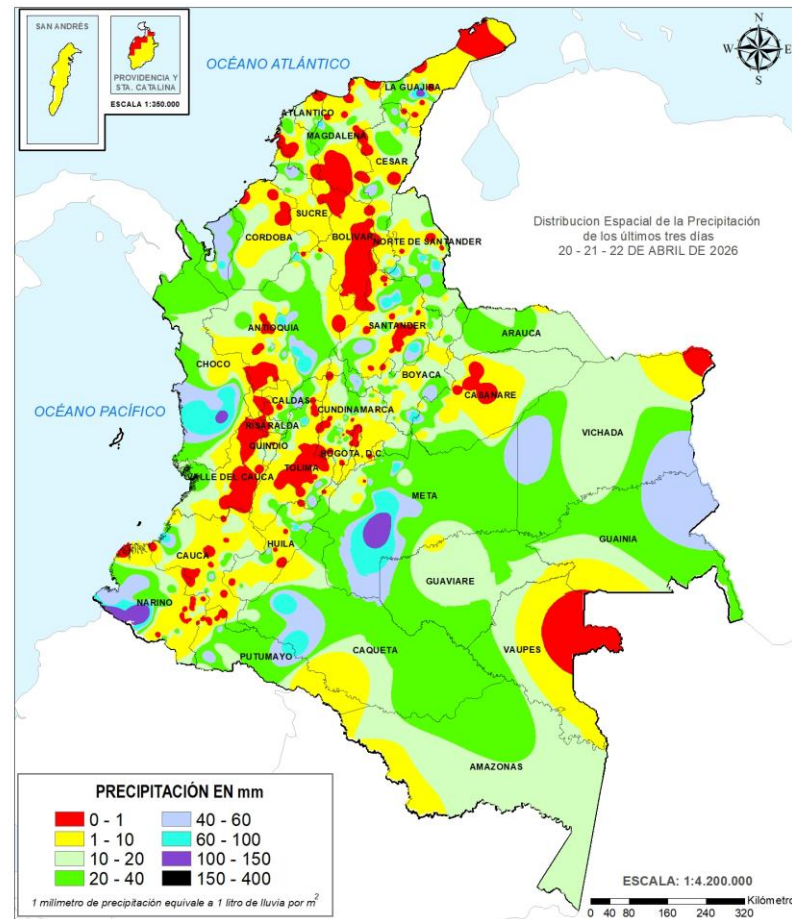 SAN ANDRÉS
PROVIDENCIA Y
STA. CATALINA
ESCALA 1:350.000
OCÉANO ATLÁNTICO
N
W
E
S
LA GUAJIRA
ATLANTICO
MAGDALENA
CESAR
SUCRE
CORDOBA
BOLIVAR
NORTE DE SANTANDER
Distribucion Espacial de la Precipitación
de los últimos tres días
20 - 21 - 22 DE ABRIL DE 2026
ANTIOQUIA
SANTANDER
ARAUCA
CHOCO
BOYACA
CASANARE
OCÉANO PACÍFICO
CALDAS
CUNDINAMARCA
RISARALDA
VICHADA
QUINDIO
BOGOTA, D.C.
TOLIMA
VALLE DEL CAUCA
META
GUAINIA
HUILA
CAUCA
GUAVIARE
NARIÑO
VAUPES
CAQUETA
PUTUMAYO
AMAZONAS
PRECIPITACIÓN EN mm
0 - 1
40 - 60
1 - 10
60 - 100
10 - 20
100 - 150
20 - 40
150 - 400
1 milímetro de precipitación equivale a 1 litro de lluvia por m2
ESCALA: 1:4.200.000
Kilómetro
40 80 160 240 320